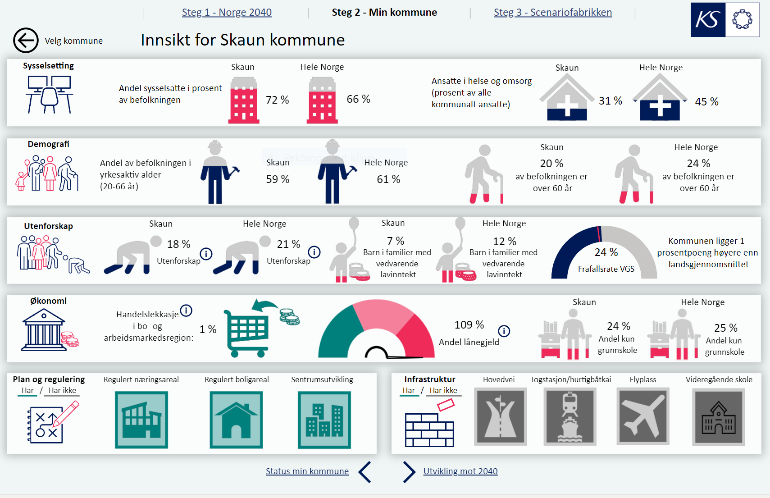 Steg 1 - Norge 2040
Steg 2 - Min kommune
Steg 3 - Scenariofabrikken
KS
Velg kommune
Innsikt for Skaun kommune
Sysselsetting
Andel sysselsatte i prosent
av befolkningen
Skaun
72 %
Hele Norge
66 %
Ansatte i helse og omsorg
(prosent av alle
kommunalt ansatte)
Skaun
31 %
Hele Norge
45 %
Demografi
Andel av befolkningen i
yrkesaktiv alder
(20-66 år)
Skaun
59 %
Hele Norge
61 %
Skaun
20 %
av befolkningen er
over 60 år
Hele Norge
24 %
av befolkningen er
over 60 år
Utenforskap
Skaun
18 %
Utenforskap
Hele Norge
21 %
Utenforskap
Skaun
7 %
Barn i familier med
vedvarende
lavinntekt
Hele Norge
12 %
Barn i familier med
vedvarende
lavinntekt
24 %
Frafallsrate VGS
Kommunen ligger 1
prosentpoeng høyere enn
landsgjennomsnittet
Økonomi
Handelslekkasje
i bo og
arbeidsmarkedsregion:
1 %
109 %
Andel lånegjeld
Skaun
24 %
Andel kun
grunnskole
Hele Norge
25 %
Andel kun
grunnskole
Plan og regulering
Har / Har ikke
Regulert næringsareal
Regulert boligareal
Sentrumsutvikling
Infrastruktur
Har / Har ikke
Hovedvei
Togstasjon/hurtigbåtkai
Flyplass
Videregående skole
Status min kommune
Utvikling mot 2040